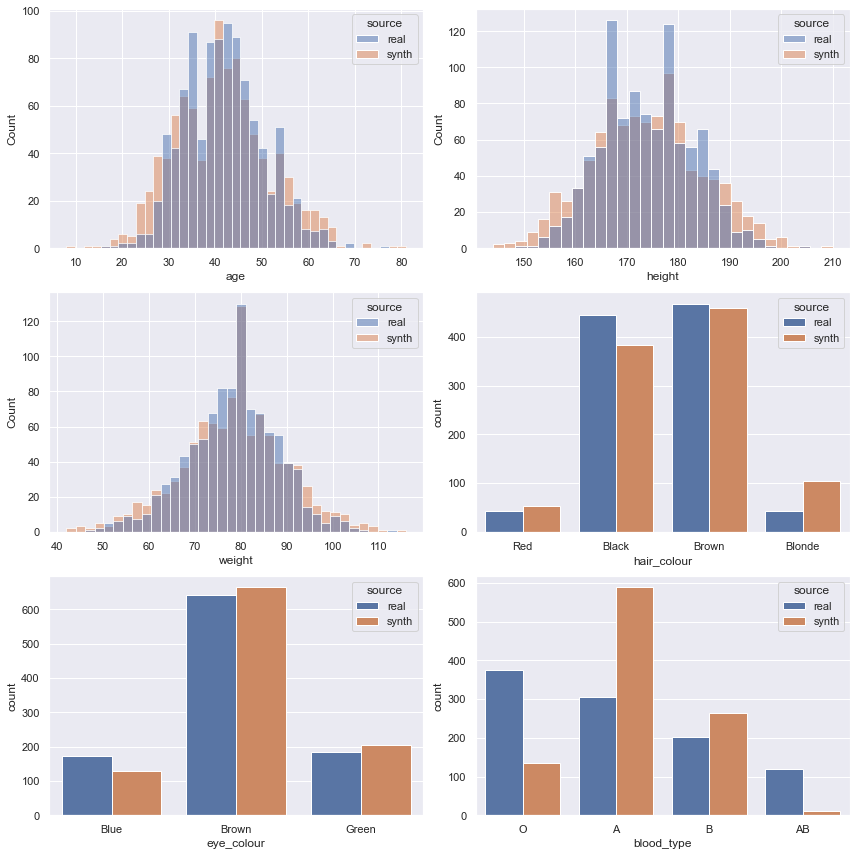 source
real
synth
Count
100
80
60
40
20
0
10 20 30 40 50 60 70 80
age
source
real
synth
Count
120
100
80
60
40
20
0
150 160 170 180 190 200 210
height
source
real
synth
Count
120
100
80
60
40
20
0
40 50 60 70 80 90 100 110
weight
source
real
synth
count
400
300
200
100
0
Red Black Brown Blonde
hair_colour
source
real
synth
count
600
500
400
300
200
100
0
Blue Brown Green
eye_colour
source
real
synth
count
600
500
400
300
200
100
0
O A B AB
blood_type